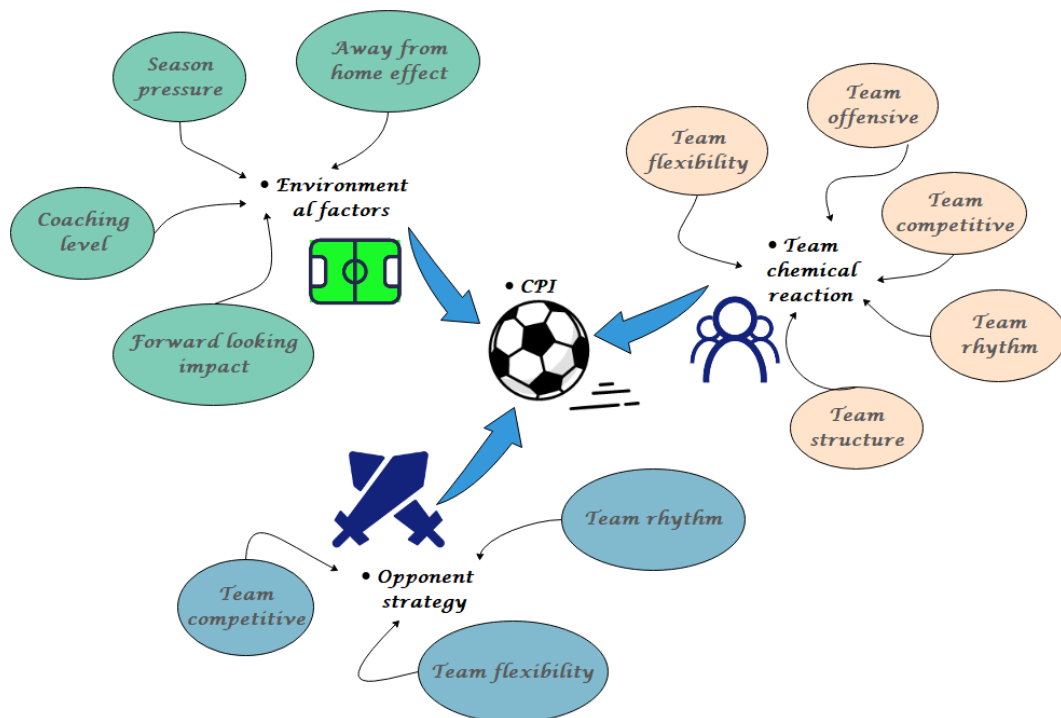 Season
pressure
Away from
home effect
Coaching
level
Forward looking
impact
• Environment
al factors
• CPI
Team
flexibility
Team
offensive
Team
competitive
Team
rhythm
Team
structure
• Team
chemical
reaction
Team rhythm
Team
competitive
Team flexibility
• Opponent
strategy